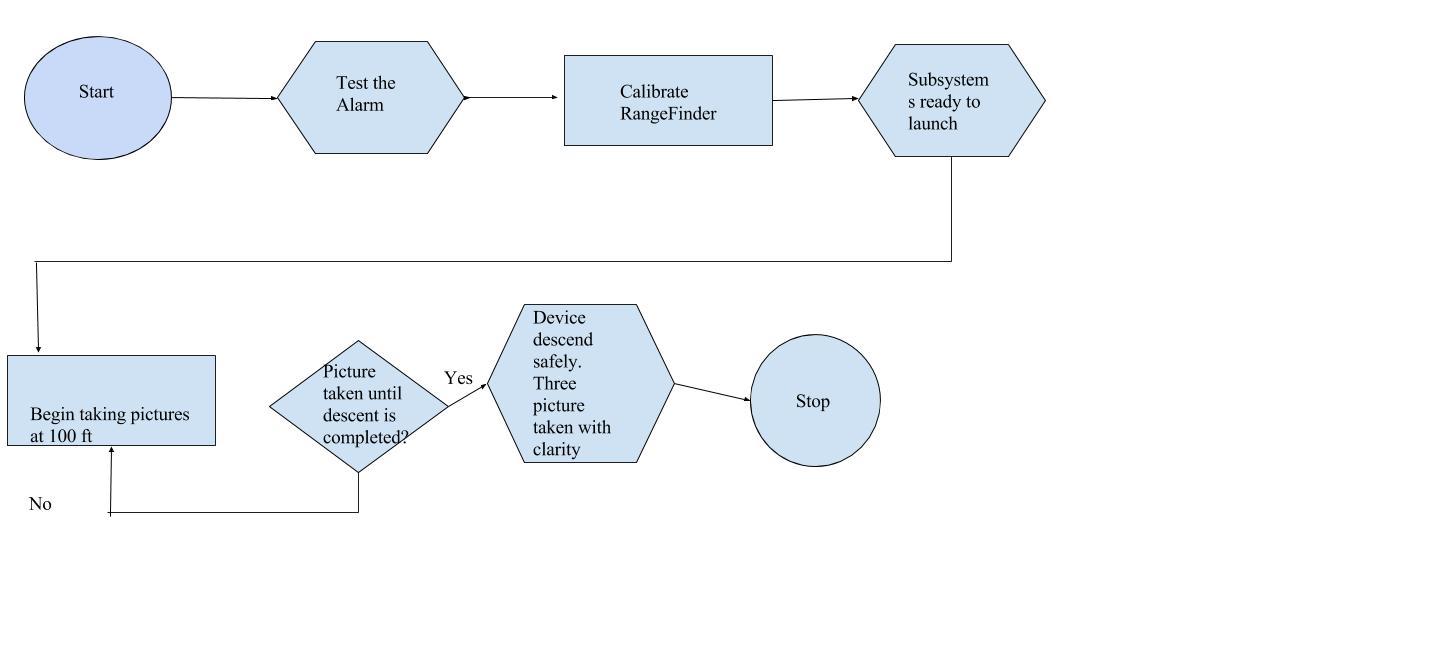 Start
Test the
Alarm
Calibrate
RangeFinder
Subsystem
s ready to
launch
Begin taking pictures
at 100 ft
No
Picture
taken until
descent is
completed?
Yes
Device
descend
safely.
Three
picture
taken with
clarity
Stop